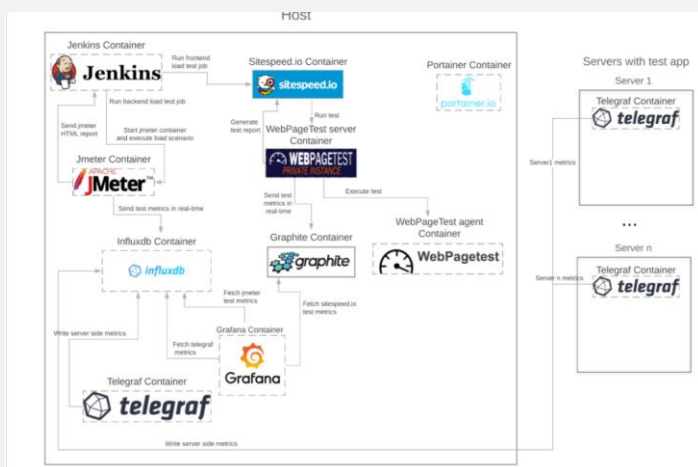 Host
Jenkins Container
Jenkins
Run frontend
load test job
Sitespeed.io Container
sitespeed.io
Portainer Container
portainer.io
Servers with test app
Server 1
Telegraf Container
telegraf
Run backend load test job
Generate
test report
Run test
WebPageTest server
Container
WEBPAGETEST
PRIVATE INSTANCE
Send jmeter
HTML report
Start jmeter container
and execute load scenario
Jmeter Container
APACHE
JMeter™
Server1 metrics
Send test
metrics in
real-time
Execute test
Send test metrics in real-time
WebPageTest agent
Container
WebPagetest
Influxdb Container
influxdb
Graphite Container
graphite
...
Server n
Telegraf Container
telegraf
Server n metrics
Fetch jmeter
test metrics
Fetch sitespeed.io
test metrics
Write server side metrics
Grafana Container
Grafana
Fetch telegraf
metrics
Telegraf Container
telegraf
Write server side metrics